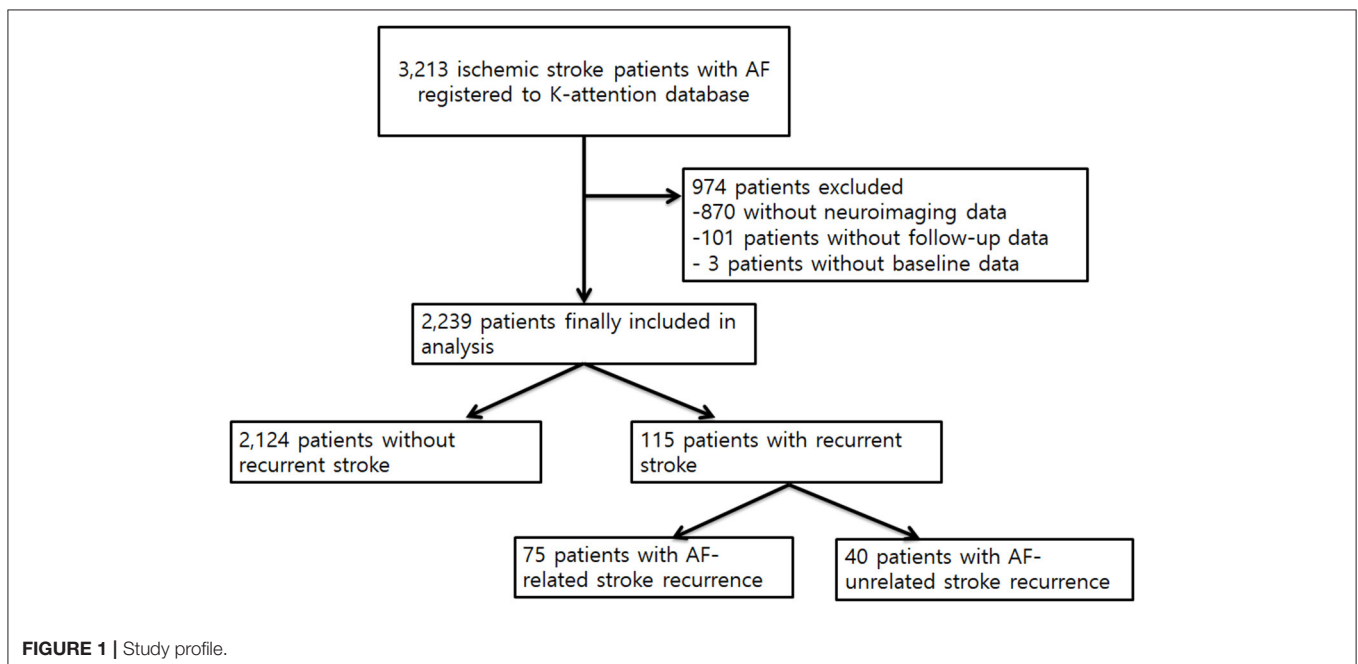 3,213 ischemic stroke patients with AF
registered to K-attention database
974 patients excluded
-870 without neuroimaging data
-101 patients without follow-up data
- 3 patients without baseline data
2,239 patients finally included in
analysis
2,124 patients without
recurrent stroke
115 patients with recurrent
stroke
75 patients with AF-
related stroke recurrence
40 patients with AF-
unrelated stroke recurrence
FIGURE 1 | Study profile.